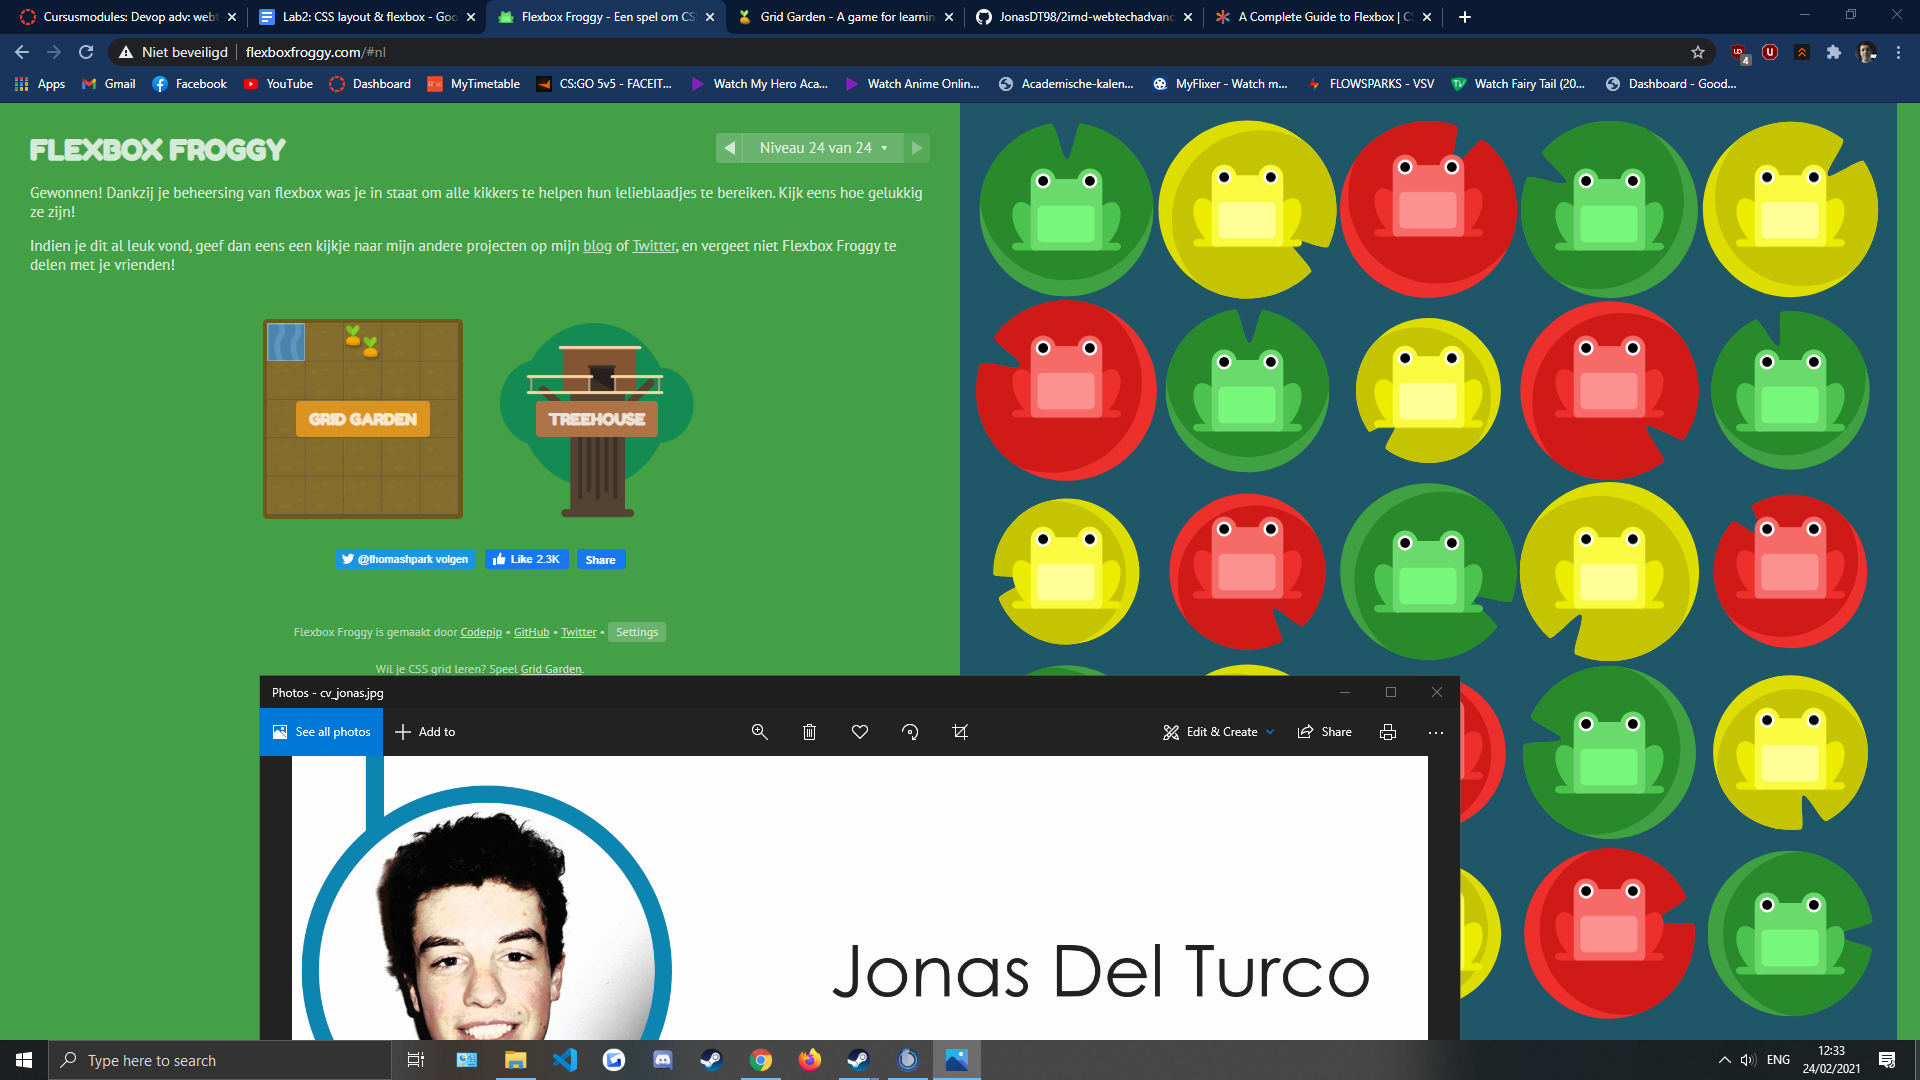 Cursusmodules: Devop adv: web
Lab2: CSS layout & flexbox - Goo
Flexbox Froggy - Een spel om CS
Grid Garden - A game for learnin
JonasDT98/2imd-webtechadvanc
A Complete Guide to Flexbox | CS
Niet beveiligd
flexboxfroggy.com/#nl
4
Apps
Gmail
Facebook
YouTube
Dashboard
MyTimetable
CS:GO 5v5 - FACEIT...
Watch My Hero Aca...
Watch Anime Onlin...
Academische-kalen...
MyFlixer - Watch m...
FLOWSPARKS - VSV
Watch Fairy Tail (20...
Dashboard - Good...
FLEXBOX FROGGY
Niveau 24 van 24
Gewonnen! Dankzij je beheersing van flexbox was je in staat om alle kikkers te helpen hun lelieblaadjes te bereiken. Kijk eens hoe gelukkig
ze zijn!
Indien je dit al leuk vond, geef dan eens een kijkje naar mijn andere projecten op mijn blog of Twitter, en vergeet niet Flexbox Froggy te
delen met je vrienden!
GRID GARDEN
TREEHOUSE
@thomashpark volgen
Like 2.3K
Share
Flexbox Froggy is gemaakt door Codepip • GitHub • Twitter • Settings
Wil je CSS grid leren? Speel Grid Garden.
Photos - cv_jonas.jpg
See all photos
Add to
Edit & Create
Share
Jonas Del Turco
Type here to search
ENG
12:33
24/02/2021